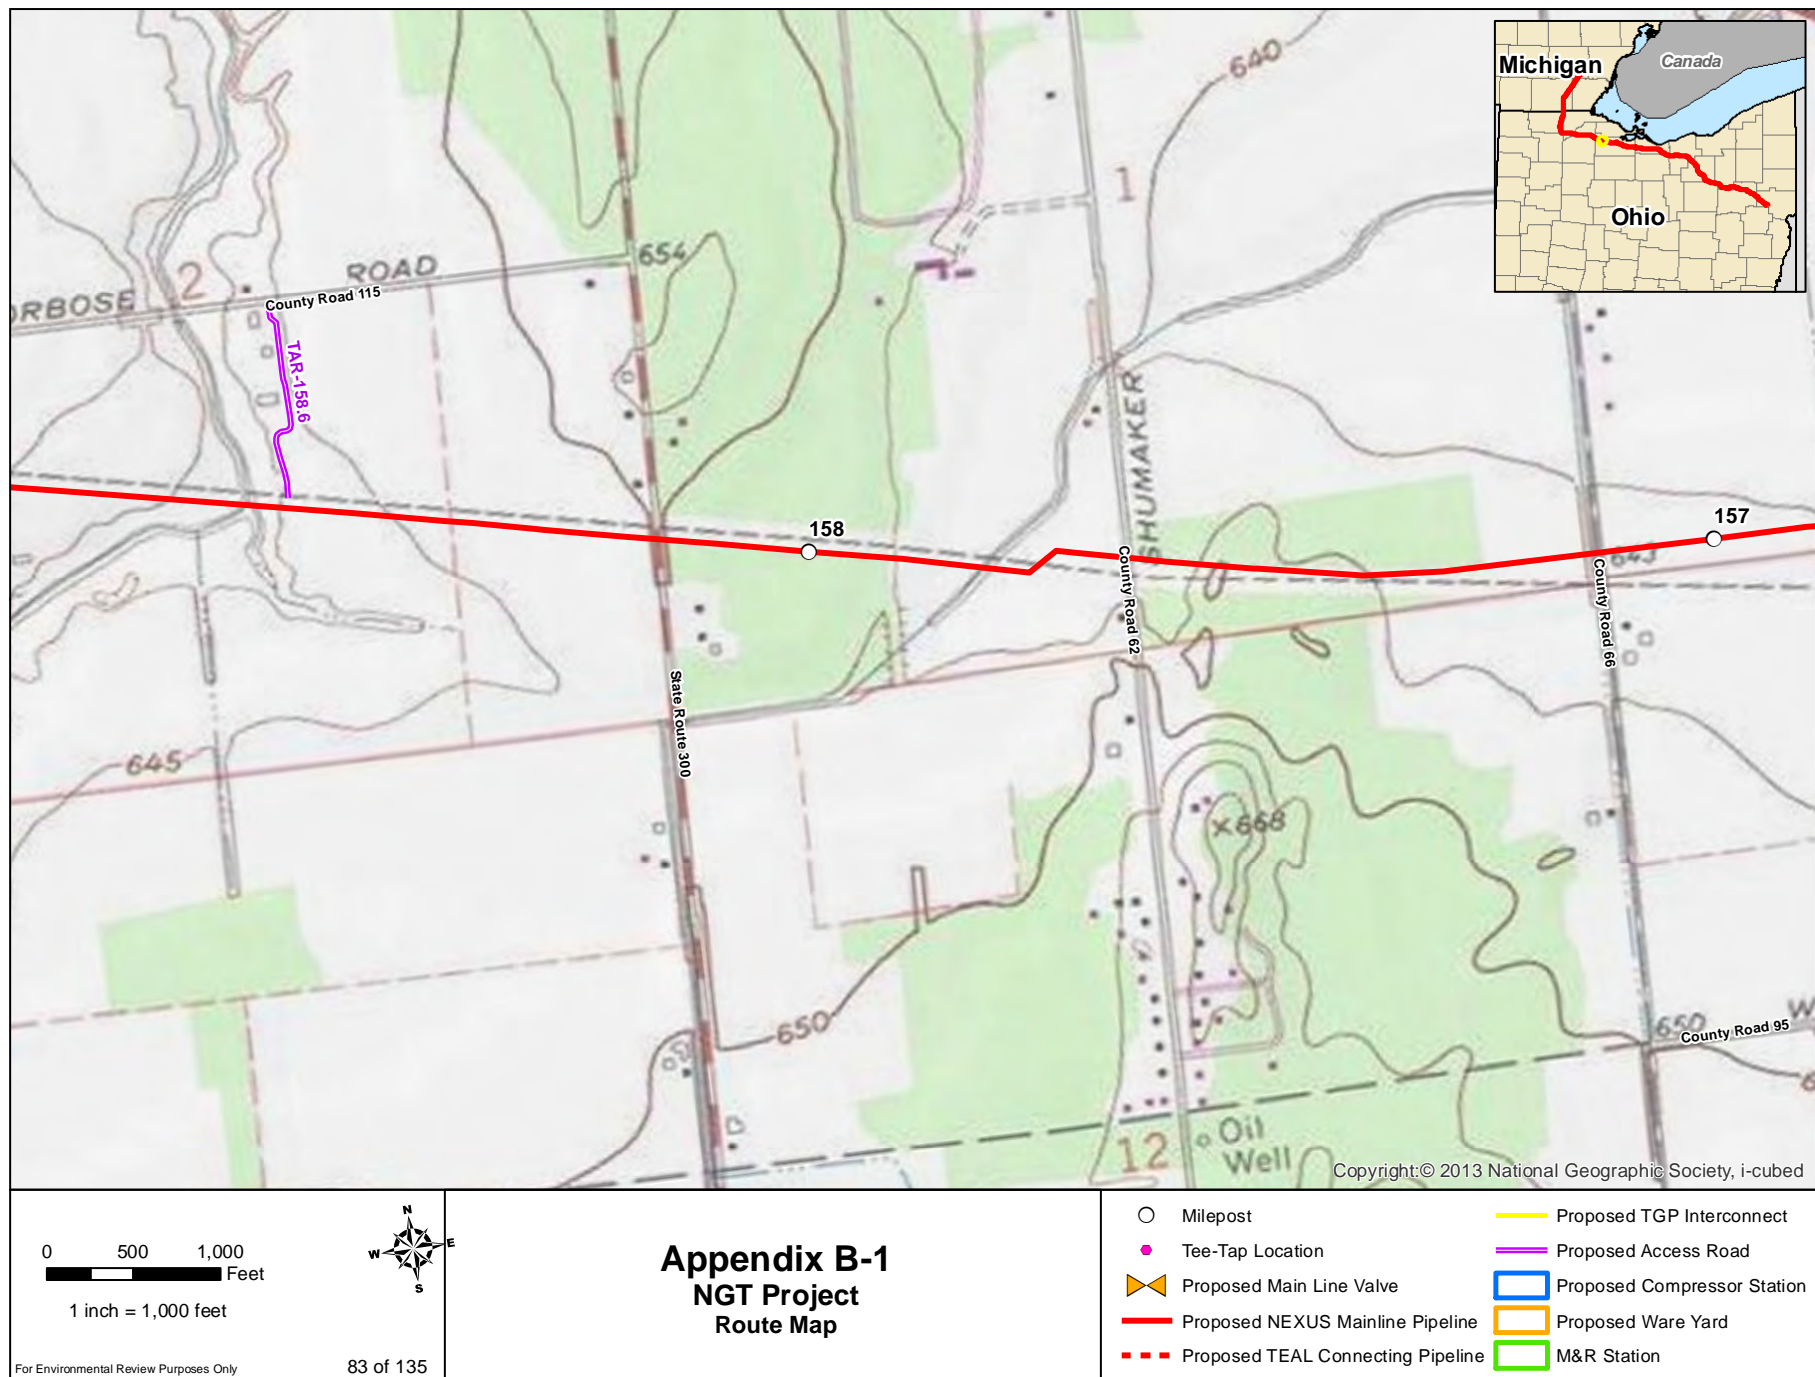 640
Michigan
Canada
Ohio
1
654
ROAD
2
ORBOSE
County Road 115
TAR-158.6
SHUMAKER
158
157
643
County Road 62
County Road 66
State Route 300
645
×668
650
650
County Road 95
W
6
12
Oil
Well
Copyright:© 2013 National Geographic Society, i-cubed
0 500 1,000
Feet
1 inch = 1,000 feet
N
W E
S
For Environmental Review Purposes Only
83 of 135
Appendix B-1
NGT Project
Route Map
Milepost
Tee-Tap Location
Proposed Main Line Valve
Proposed NEXUS Mainline Pipeline
Proposed TEAL Connecting Pipeline
Proposed TGP Interconnect
Proposed Access Road
Proposed Compressor Station
Proposed Ware Yard
M&R Station